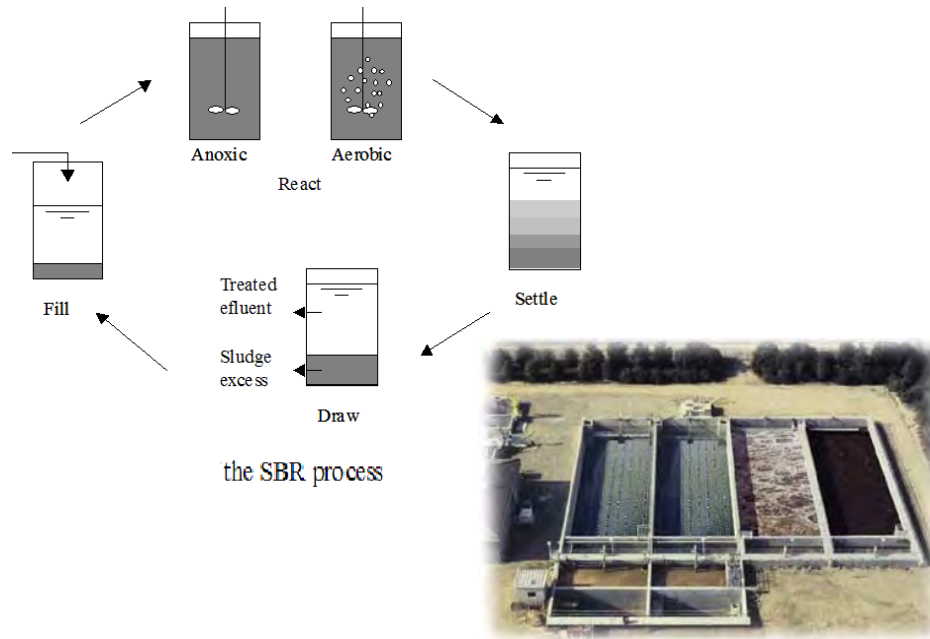 Anoxic
Aerobic
React
Fill
Settle
Treated
efluent
Sludge
excess
Draw
the SBR process